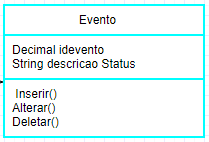 Evento
Decimal idevento
String descricao Status
Inserir()
Alterar()
Deletar()